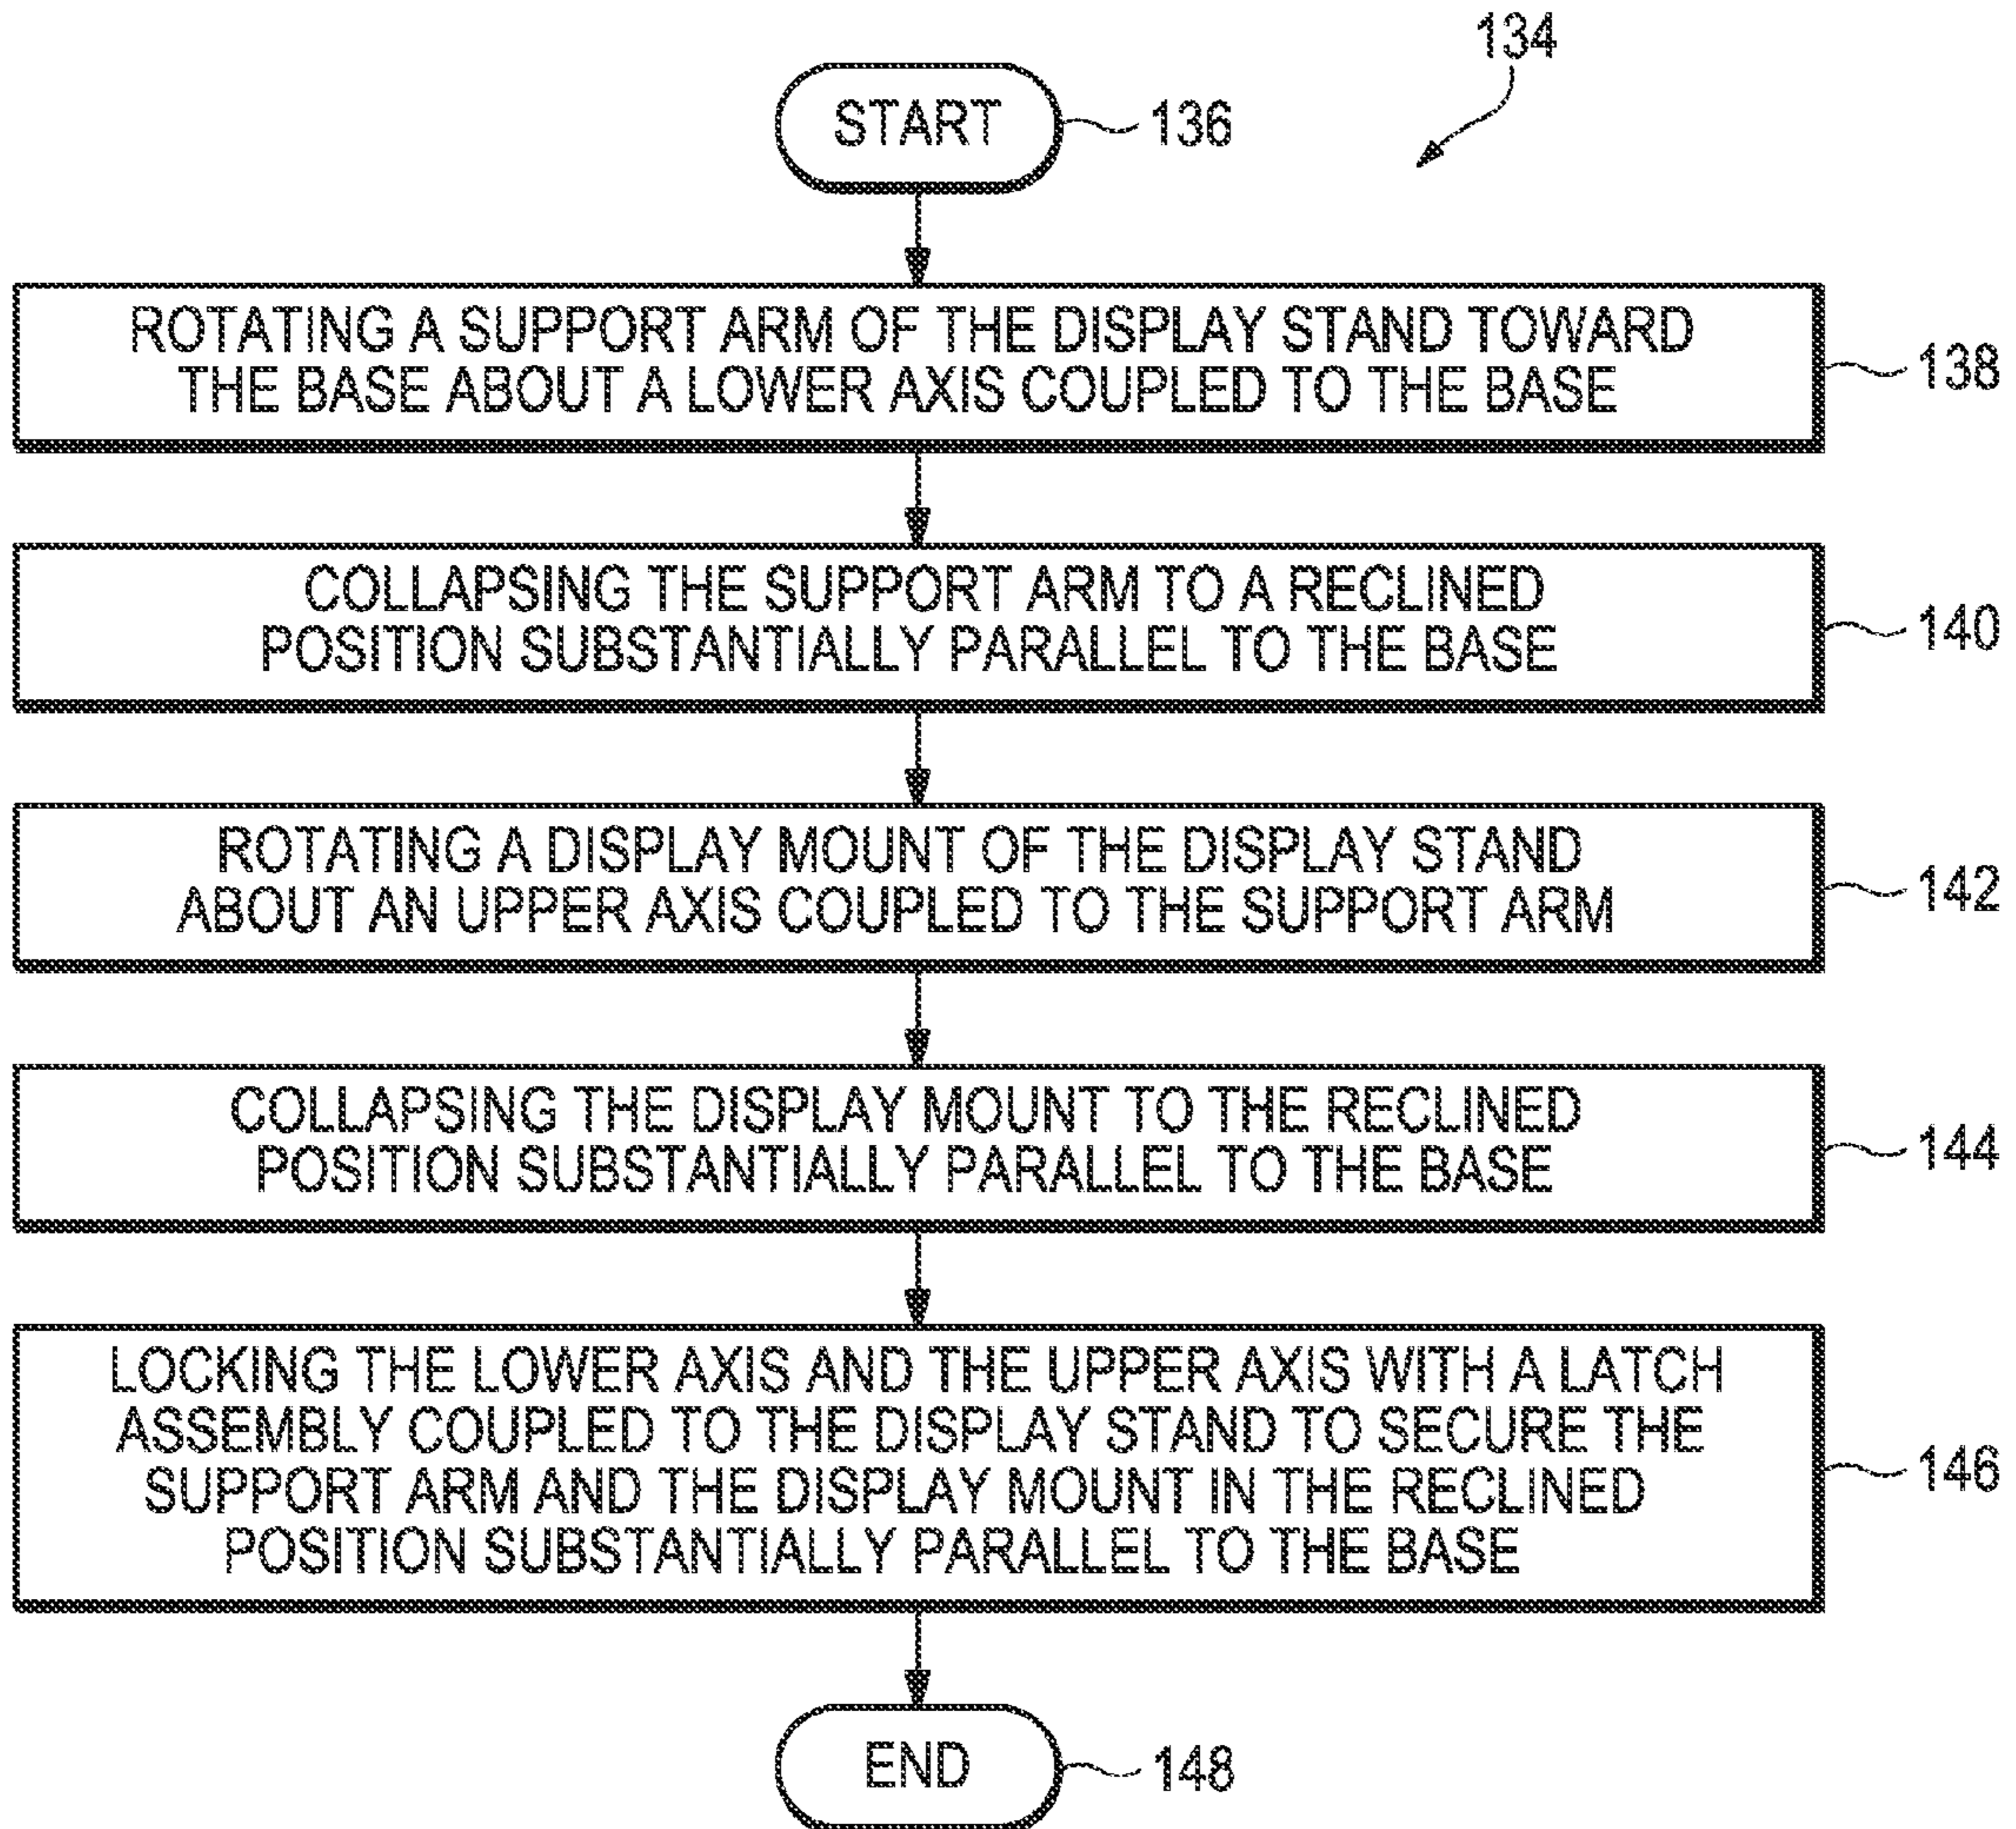 134
START
136
ROTATING A SUPPORT ARM OF THE DISPLAY STAND TOWARD
THE BASE ABOUT A LOWER AXIS COUPLED TO THE BASE
138
COLLAPSING THE SUPPORT ARM TO A RECLINED
POSITION SUBSTANTIALLY PARALLEL TO THE BASE
140
ROTATING A DISPLAY MOUNT OF THE DISPLAY STAND
ABOUT AN UPPER AXIS COUPLED TO THE SUPPORT ARM
142
COLLAPSING THE DISPLAY MOUNT TO THE RECLINED
POSITION SUBSTANTIALLY PARALLEL TO THE BASE
144
LOCKING THE LOWER AXIS AND THE UPPER AXIS WITH A LATCH
ASSEMBLY COUPLED TO THE DISPLAY STAND TO SECURE THE
SUPPORT ARM AND THE DISPLAY MOUNT IN THE RECLINED
POSITION SUBSTANTIALLY PARALLEL TO THE BASE
146
END
148